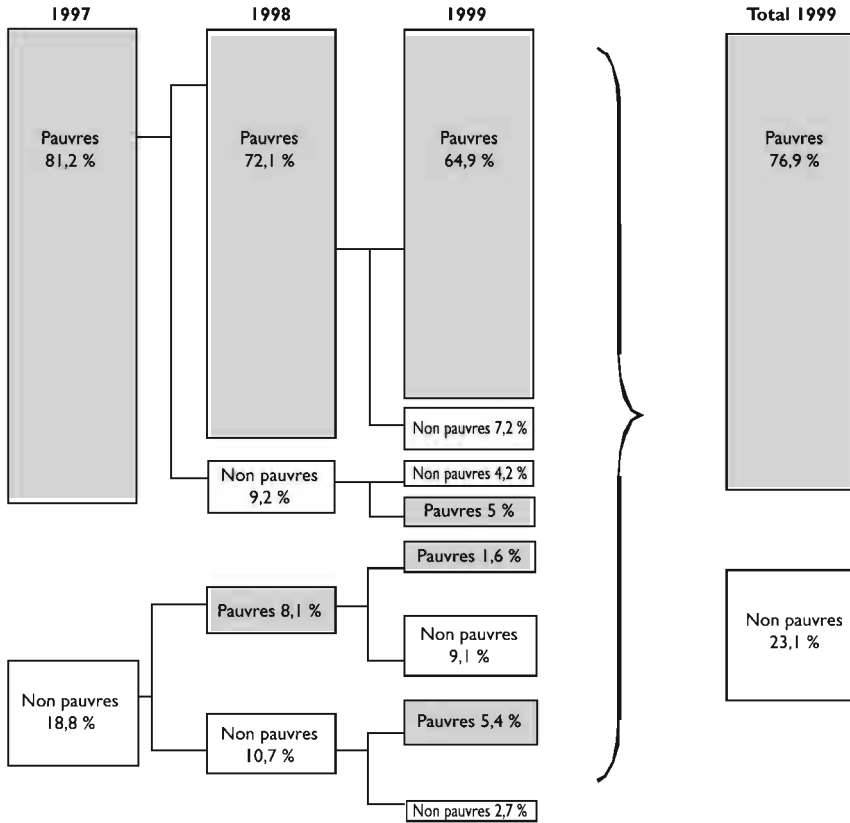 1997
1998
1999
Total 1999
Pauvres
81,2 %
Pauvres
72,1 %
Pauvres
64,9 %
Pauvres
76,9 %
Non pauvres 7,2 %
Non pauvres
9,2 %
Non pauvres 4,2 %
Pauvres 5 %
Pauvres 1,6 %
Pauvres 8,1 %
Non pauvres
9,1 %
Non pauvres
23,1 %
Non pauvres
18,8 %
Non pauvres
10,7 %
Pauvres 5,4 %
Non pauvres 2,7 %